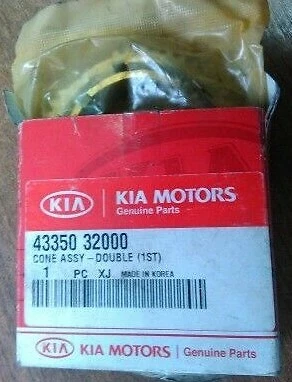 KIA KIA MOTORS
Genuine Parts
43350 32000
CONE ASSY-DOUBLE (1ST)
1 PC XJ MADE IN KOREA
KIA KIA MOTORS Genuine Parts